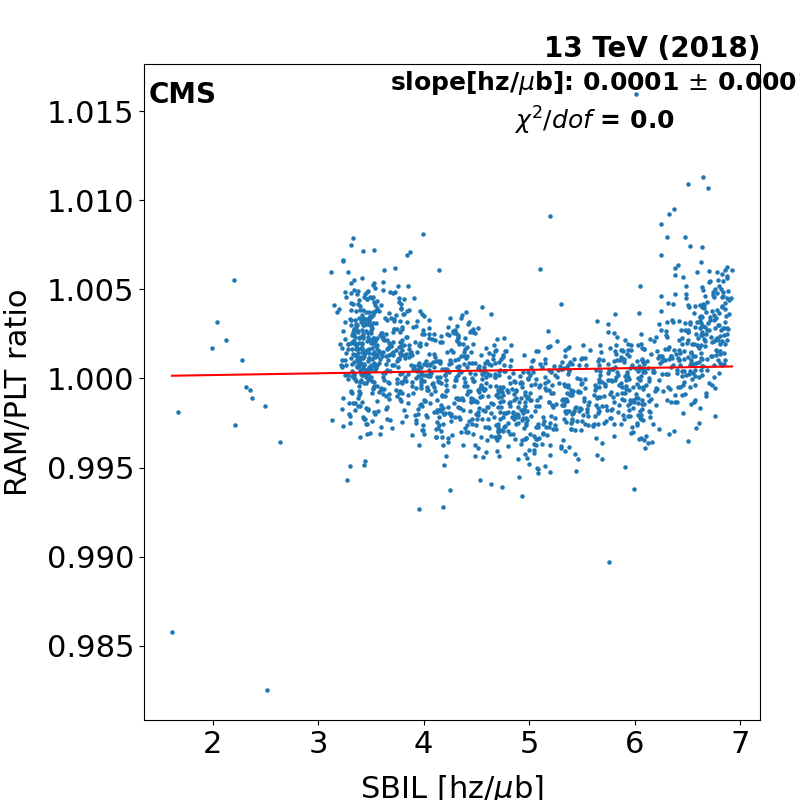 13 TeV (2018)
CMS
slope[hz/μb]: 0.0001 ± 0.000
χ²/dof = 0.0
1.015
1.010
1.005
1.000
0.995
0.990
0.985
RAM/PLT ratio
2 3 4 5 6 7
SBIL [hz/μb]